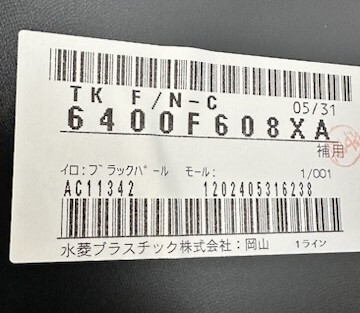 TK F/N-C 05/31
6400F608XA
補用
イロ:ブラックパール モール: 1/001
AC11342 1202405316238
水菱プラスチック株式会社:岡山 1ライン